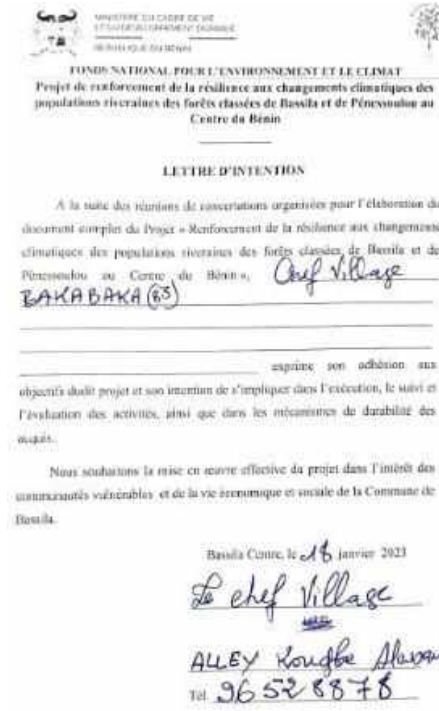 MINISTERE DU CADRE DE VIE
ET DU DEVELOPPEMENT DURABLE
REPUBLIQUE DU BENIN
FONDS NATIONAL POUR L'ENVIRONNEMENT ET LE CLIMAT
Projet de renforcement de la résilience aux changements climatiques des
populations riveraines des forêts classées de Bassila et de Pénessoulou au
Centre du Bénin
LETTRE D'INTENTION
A la suite des réunions de concertations organisées pour l'élaboration du
document complet du Projet « Renforcement de la résilience aux changements
climatiques des populations riveraines des forêts classées de Bassila et de
Pénessoulou au Centre du Bénin », Chef Village
BAKABAKA
exprime son adhésion aux
objectifs dudit projet et son intention de s'impliquer dans l'exécution, le suivi et
l'évaluation des activités, ainsi que dans les mécanismes de durabilité des
acquis.
Nous souhaitons la mise en œuvre effective du projet dans l'intérêt des
communautés vulnérables et de la vie économique et sociale de la Commune de
Bassila.
Bassila Centre, le 18 janvier 2023
Le chef Village
ALLEY Kougbe
Tél 96 52 88 78